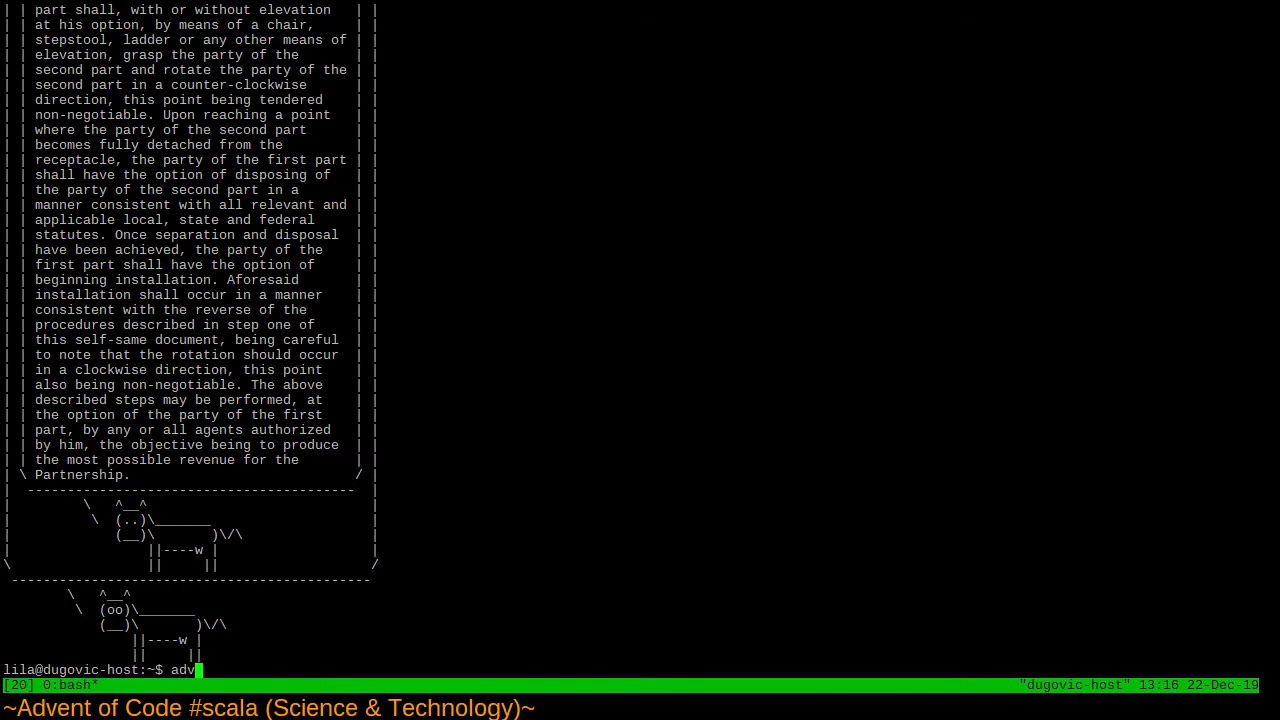 | | part shall, with or without elevation   | |
| | at his option, by means of a chair,     | |
| | stepstool, ladder or any other means of | |
| | elevation, grasp the party of the       | |
| | second part and rotate the party of the | |
| | second part in a counter-clockwise      | |
| | direction, this point being tendered    | |
| | non-negotiable. Upon reaching a point   | |
| | where the party of the second part      | |
| | becomes fully detached from the         | |
| | receptacle, the party of the first part | |
| | shall have the option of disposing of   | |
| | the party of the second part in a       | |
| | manner consistent with all relevant and | |
| | applicable local, state and federal     | |
| | statutes. Once separation and disposal  | |
| | have been achieved, the party of the    | |
| | first part shall have the option of     | |
| | beginning installation. Aforesaid       | |
| | installation shall occur in a manner    | |
| | consistent with the reverse of the      | |
| | procedures described in step one of     | |
| | this self-same document, being careful  | |
| | to note that the rotation should occur  | |
| | in a clockwise direction, this point    | |
| | also being non-negotiable. The above    | |
| | described steps may be performed, at    | |
| | the option of the party of the first    | |
| | part, by any or all agents authorized   | |
| | by him, the objective being to produce  | |
| | the most possible revenue for the       | |
| \ Partnership.                            / |
|  -----------------------------------------  |
|         \   ^__^                            |
|          \  (..)\_______                    |
|             (__)\       )\/\                |
|                 ||----w |                   |
\                 ||     ||                   /
 ---------------------------------------------
        \   ^__^
         \  (oo)\_______
            (__)\       )\/\
                ||----w |
                ||     ||
lila@dugovic-host:~$ adv
[20] 0:bash* "dugovic-host" 13:16 22-Dec-19
~Advent of Code #scala (Science & Technology)~